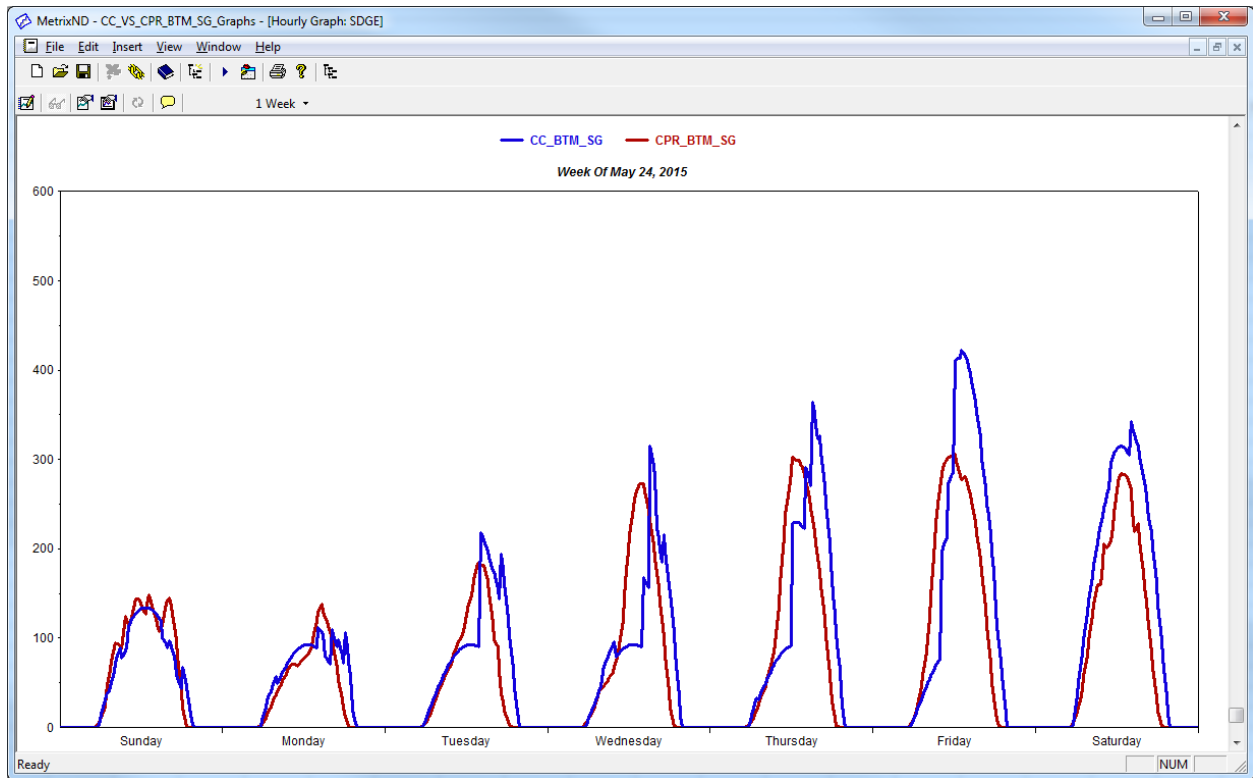 MetrixND - CC_VS_CPR_BTM_SG_Graphs - [Hourly Graph: SDGE]
File Edit Insert View Window Help
1 Week
CC_BTM_SG CPR_BTM_SG
Week Of May 24, 2015
600
500
400
300
200
100
0
Sunday Monday Tuesday Wednesday Thursday Friday Saturday
Ready NUM